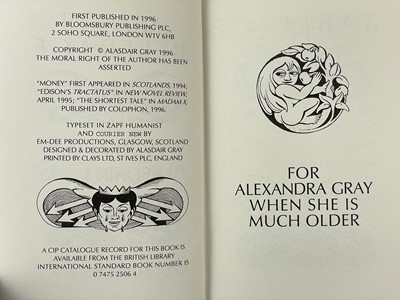 FIRST PUBLISHED IN 1996
BY BLOOMSBURY PUBLISHING PLC,
2 SOHO SQUARE, LONDON W1V 6HB
COPYRIGHT © ALASDAIR GRAY 1996
THE MORAL RIGHT OF THE AUTHOR HAS BEEN
ASSERTED
"MONEY" FIRST APPEARED IN SCOTLANDS, 1994;
"EDISON'S TRACTATUS" IN NEW NOVEL REVIEW,
APRIL 1995; "THE SHORTEST TALE" IN MADAM X,
PUBLISHED BY COLOPHON, 1996.
TYPESET IN ZAPF HUMANIST
AND COURIER NEW BY
EM-DEE PRODUCTIONS, GLASGOW, SCOTLAND
DESIGNED & DECORATED BY ALASDAIR GRAY
PRINTED BY CLAYS LTD, ST IVES PLC, ENGLAND
A CIP CATALOGUE RECORD FOR THIS BOOK IS
AVAILABLE FROM THE BRITISH LIBRARY
INTERNATIONAL STANDARD BOOK NUMBER IS
0 7475 2506 4
FOR
ALEXANDRA GRAY
WHEN SHE IS
MUCH OLDER